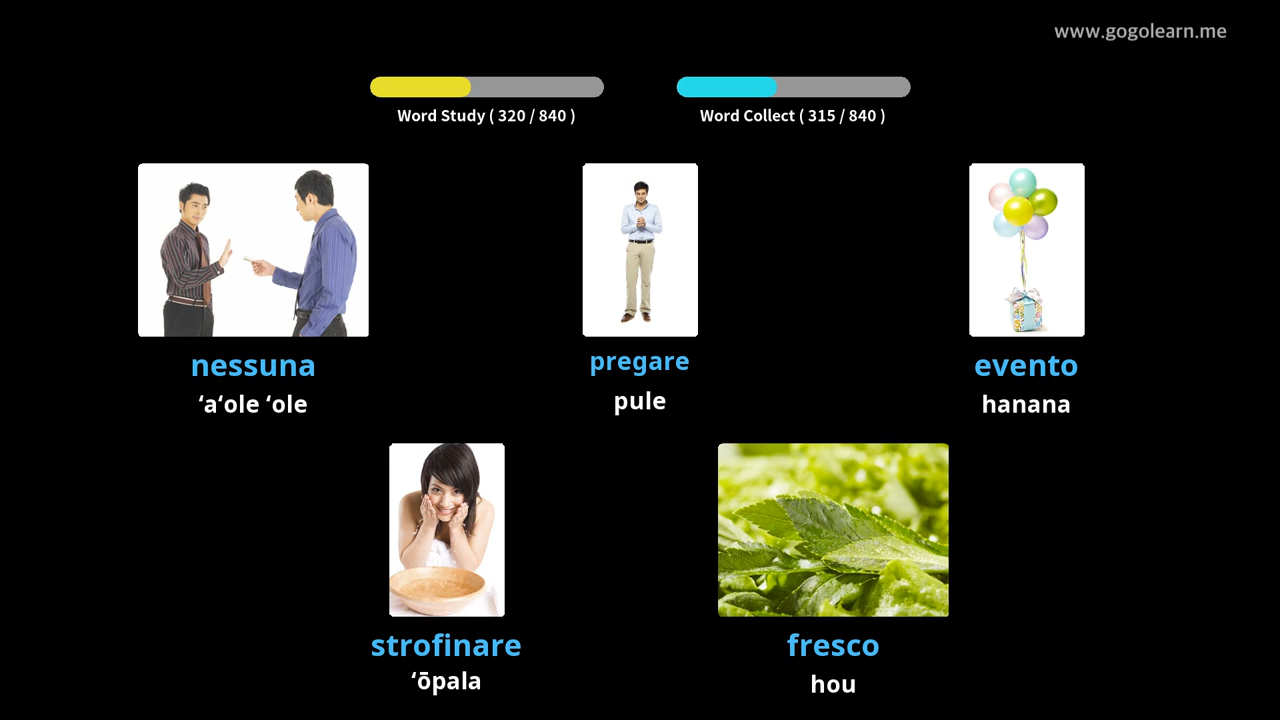 www.gogolearn.me
Word Study ( 320 / 840 )
Word Collect ( 315 / 840 )
nessuna
ʻaʻole ʻole
pregare
pule
evento
hanana
strofinare
ʻōpala
fresco
hou